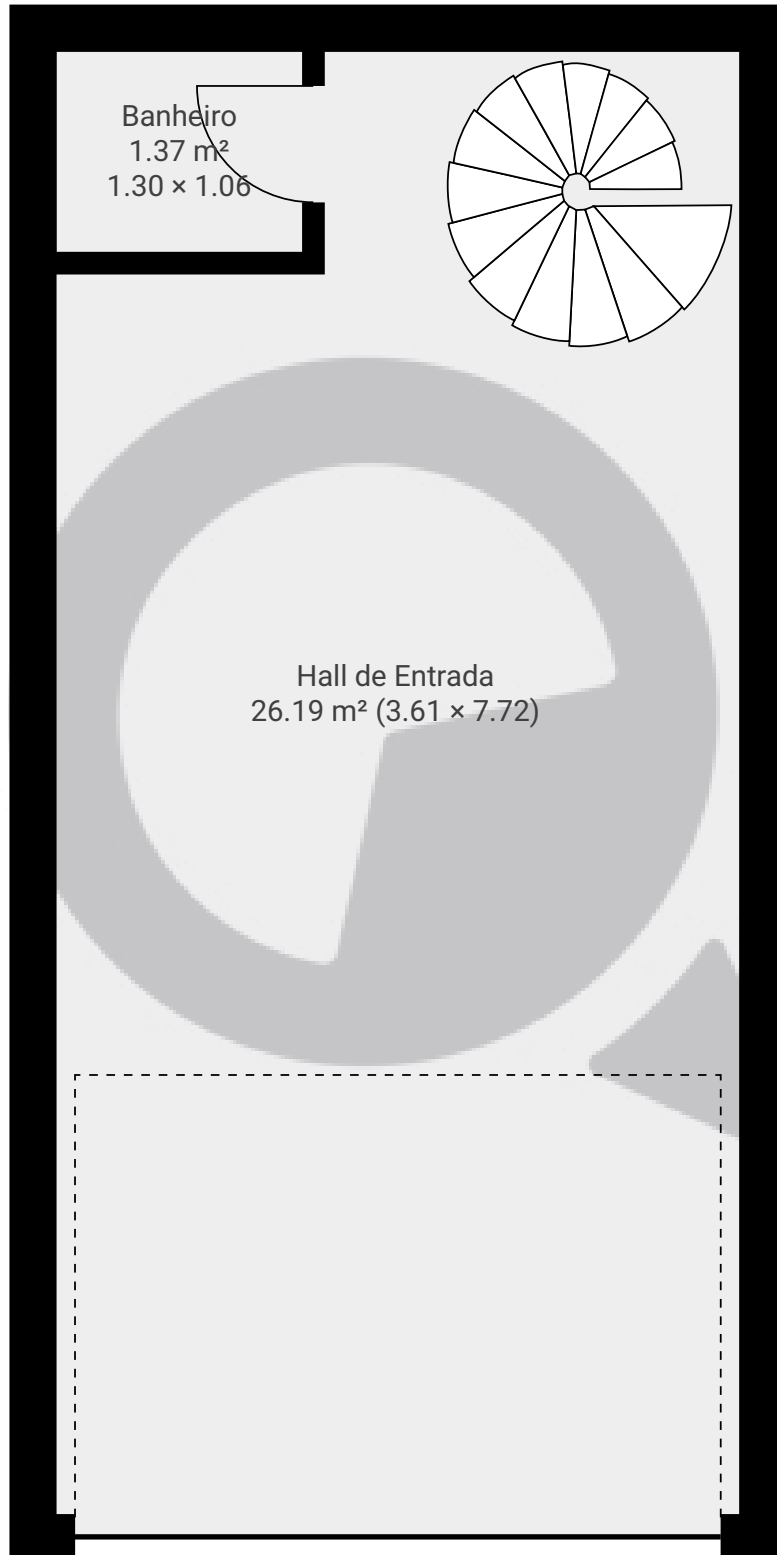 Banheiro
1.37 m²
1.30 × 1.06
Hall de Entrada
26.19 m² (3.61 × 7.72)